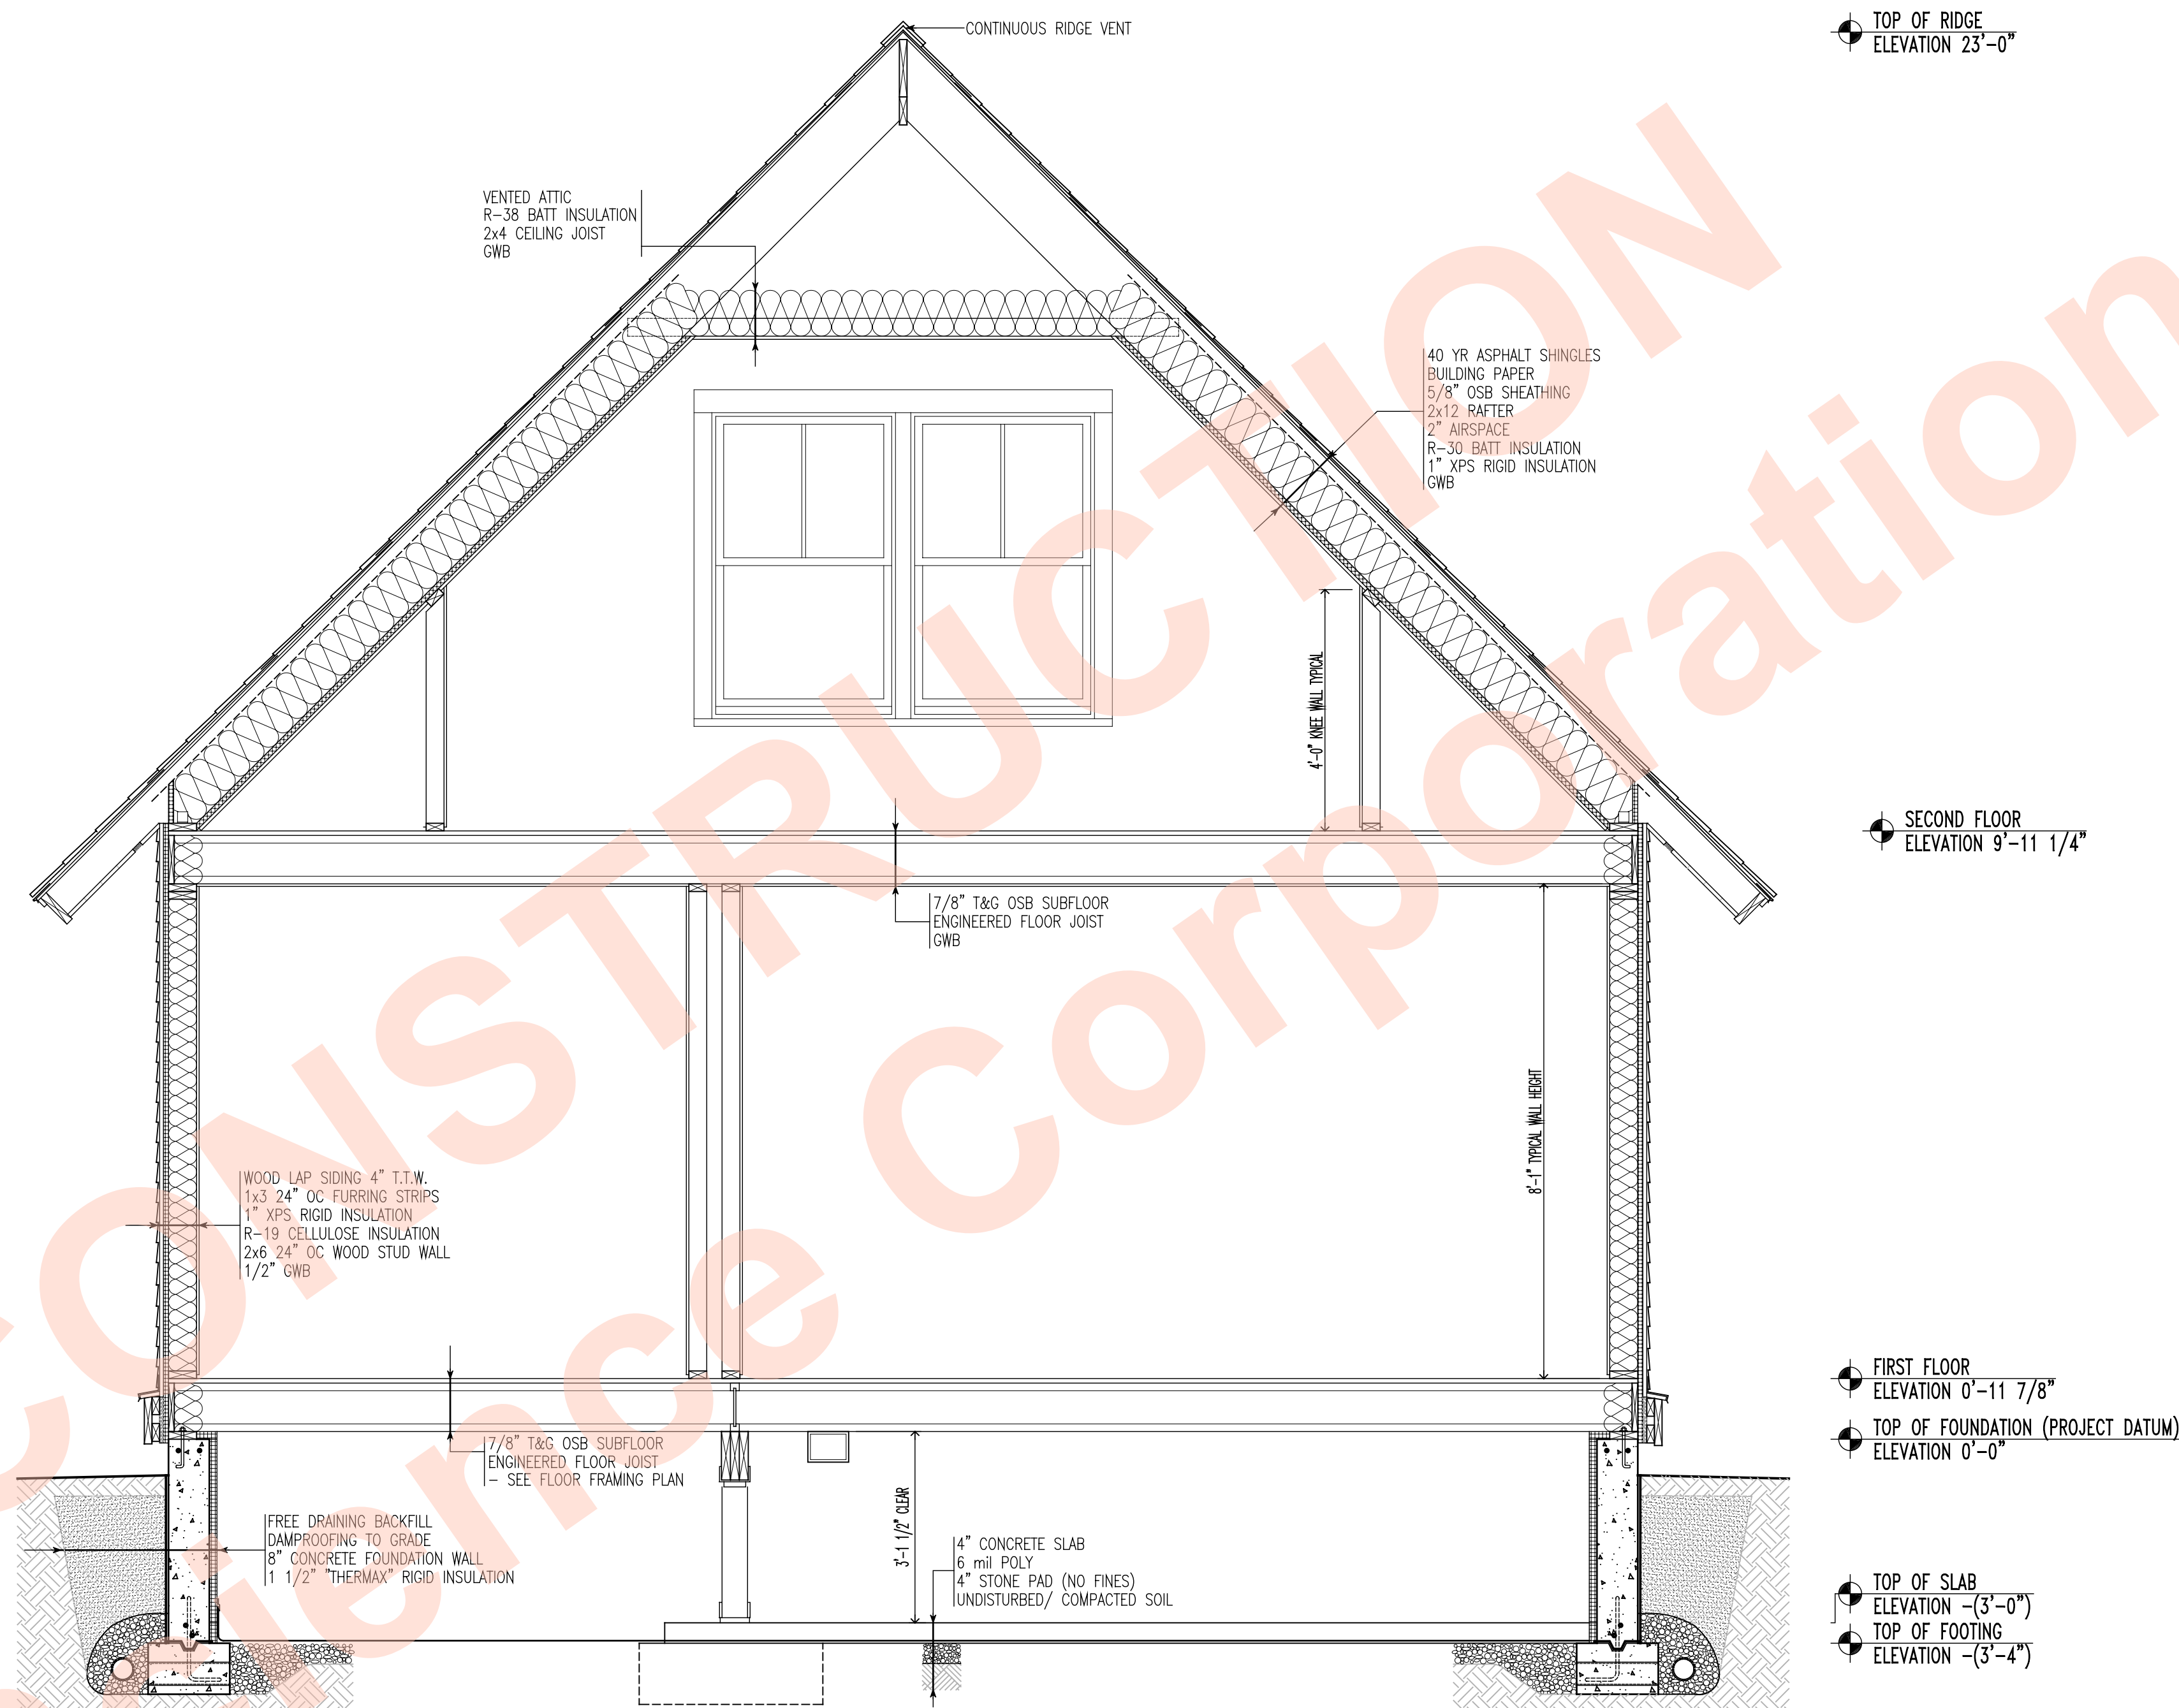 CONTINUOUS RIDGE VENT
TOP OF RIDGE
ELEVATION 23'-0"
VENTED ATTIC
R-38 BATT INSULATION
2x4 CEILING JOIST
GWB
40 YR ASPHALT SHINGLES
BUILDING PAPER
5/8" OSB SHEATHING
2x12 RAFTER
2" AIRSPACE
R-30 BATT INSULATION
1" XPS RIGID INSULATION
GWB
4'-0" KNEE WALL TYPICAL
SECOND FLOOR
ELEVATION 9'-11 1/4"
7/8" T&G OSB SUBFLOOR
ENGINEERED FLOOR JOIST
GWB
8'-1" TYPICAL WALL HEIGHT
WOOD LAP SIDING 4" T.T.W.
1x3 24" OC FURRING STRIPS
1" XPS RIGID INSULATION
R-19 CELLULOSE INSULATION
2x6 24" OC WOOD STUD WALL
1/2" GWB
FIRST FLOOR
ELEVATION 0'-11 7/8"
TOP OF FOUNDATION (PROJECT DATUM)
ELEVATION 0'-0"
7/8" T&G OSB SUBFLOOR
ENGINEERED FLOOR JOIST
- SEE FLOOR FRAMING PLAN
3'-1 1/2" CLEAR
FREE DRAINING BACKFILL
DAMPROOFING TO GRADE
8" CONCRETE FOUNDATION WALL
1 1/2" "THERMAX" RIGID INSULATION
4" CONCRETE SLAB
6 mil POLY
4" STONE PAD (NO FINES)
UNDISTURBED/ COMPACTED SOIL
TOP OF SLAB
ELEVATION -(3'-0")
TOP OF FOOTING
ELEVATION -(3'-4")
CONSTRUCTION
cience Corporation